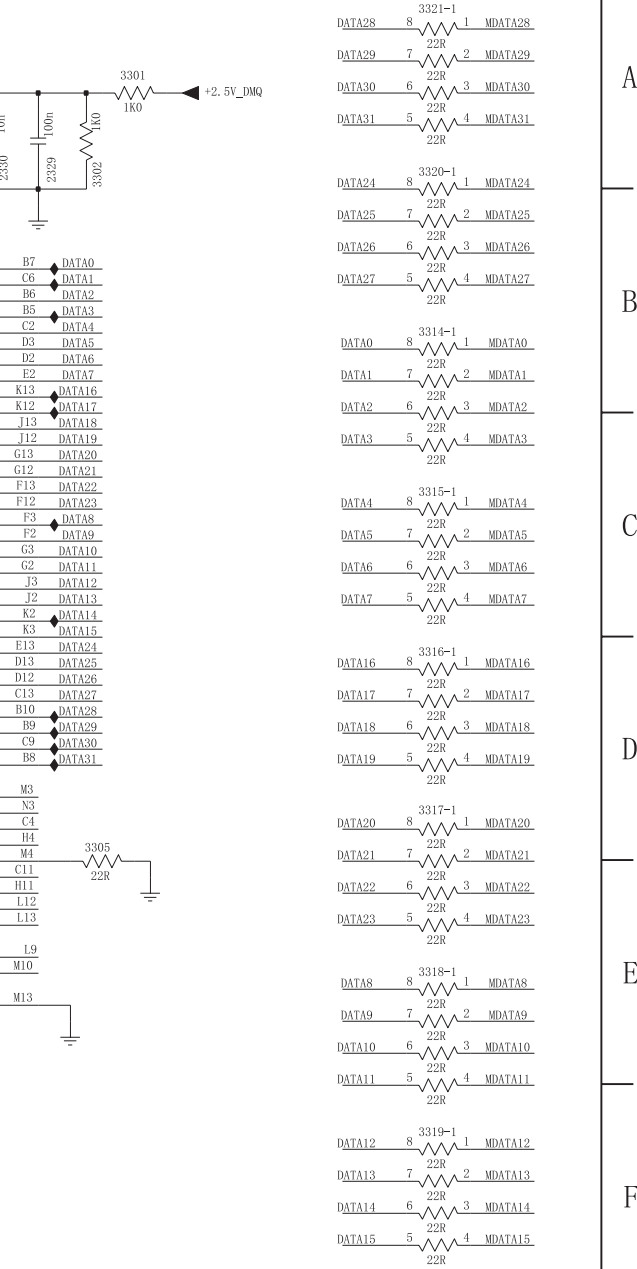 3301
1K0
+2.5V_DMQ
10n
2330
100n
2329
1K0
3302
B7 DATA0
C6 DATA1
B6 DATA2
B5 DATA3
C2 DATA4
D3 DATA5
D2 DATA6
E2 DATA7
K13 DATA16
K12 DATA17
J13 DATA18
J12 DATA19
G13 DATA20
G12 DATA21
F13 DATA22
F12 DATA23
F3 DATA8
F2 DATA9
G3 DATA10
G2 DATA11
J3 DATA12
J2 DATA13
K2 DATA14
K3 DATA15
E13 DATA24
D13 DATA25
D12 DATA26
C13 DATA27
B10 DATA28
B9 DATA29
C9 DATA30
B8 DATA31
M3
N3
C4
H4
M4
3305
22R
C11
H11
L12
L13
L9
M10
M13
3321-1
DATA28 8 1 MDATA28
22R
DATA29 7 2 MDATA29
22R
DATA30 6 3 MDATA30
22R
DATA31 5 4 MDATA31
22R
3320-1
DATA24 8 1 MDATA24
22R
DATA25 7 2 MDATA25
22R
DATA26 6 3 MDATA26
22R
DATA27 5 4 MDATA27
22R
3314-1
DATA0 8 1 MDATA0
22R
DATA1 7 2 MDATA1
22R
DATA2 6 3 MDATA2
22R
DATA3 5 4 MDATA3
22R
3315-1
DATA4 8 1 MDATA4
22R
DATA5 7 2 MDATA5
22R
DATA6 6 3 MDATA6
22R
DATA7 5 4 MDATA7
22R
3316-1
DATA16 8 1 MDATA16
22R
DATA17 7 2 MDATA17
22R
DATA18 6 3 MDATA18
22R
DATA19 5 4 MDATA19
22R
3317-1
DATA20 8 1 MDATA20
22R
DATA21 7 2 MDATA21
22R
DATA22 6 3 MDATA22
22R
DATA23 5 4 MDATA23
22R
3318-1
DATA8 8 1 MDATA8
22R
DATA9 7 2 MDATA9
22R
DATA10 6 3 MDATA10
22R
DATA11 5 4 MDATA11
22R
3319-1
DATA12 8 1 MDATA12
22R
DATA13 7 2 MDATA13
22R
DATA14 6 3 MDATA14
22R
DATA15 5 4 MDATA15
22R
A
B
C
D
E
F